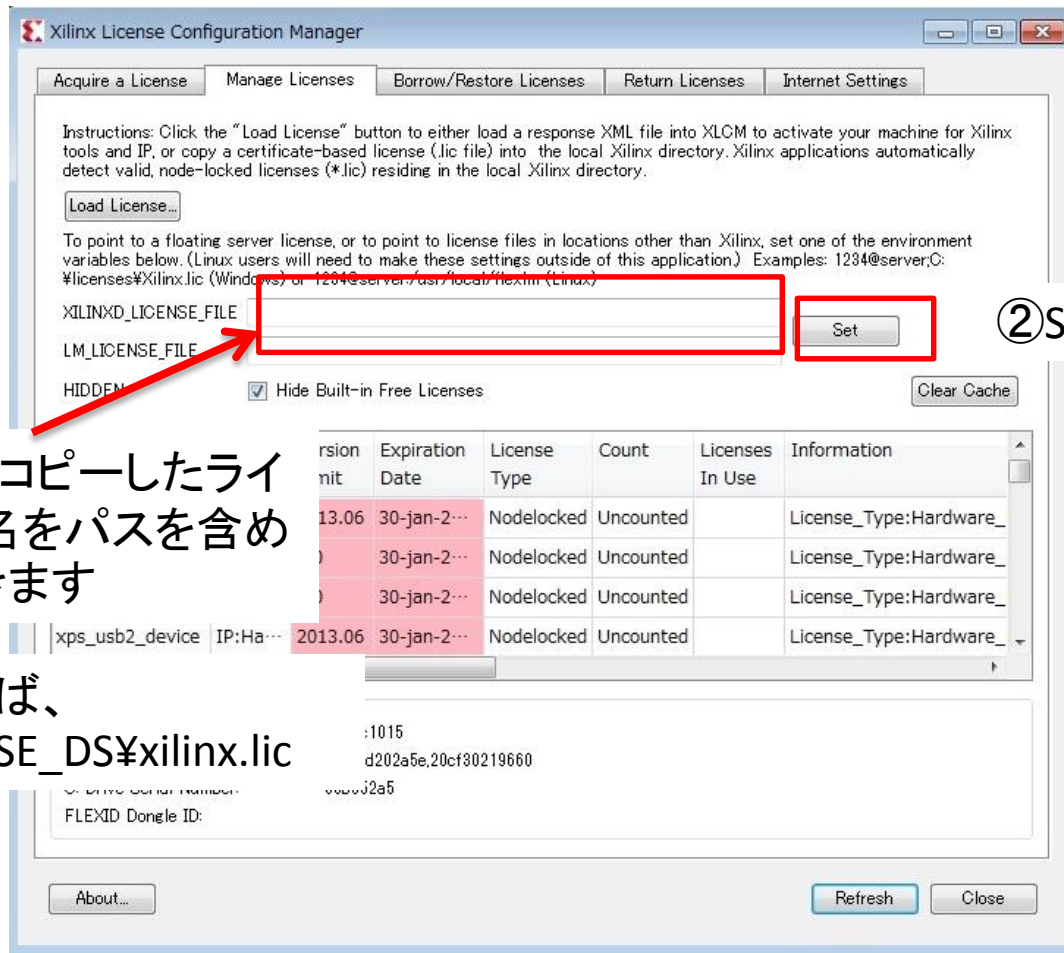 Xilinx License Configuration Manager
Acquire a License Manage Licenses Borrow/Restore Licenses Return Licenses Internet Settings
Instructions: Click the "Load License" button to either load a response XML file into XLCM to activate your machine for Xilinx
tools and IP, or copy a certificate-based license (.lic file) into the local Xilinx directory. Xilinx applications automatically
detect valid, node-locked licenses (*.lic) residing in the local Xilinx directory.
Load License...
To point to a floating server license, or to point to license files in locations other than Xilinx, set one of the environment
variables below. (Linux users will need to make these settings outside of this application.) Examples: 1234@server;C:
¥licenses¥Xilinx.lic (Windows) or 1234@server:/usr/local/flexlm (Linux)
XILINXD_LICENSE_FILE
Set
②S
LM_LICENSE_FILE
HIDDEN Hide Built-in Free Licenses Clear Cache
Expiration License Count Licenses Information
Date Type In Use
コピーしたライ
名をパスを含め
きます
13.06 30-jan-2… Nodelocked Uncounted License_Type:Hardware_
30-jan-2… Nodelocked Uncounted License_Type:Hardware_
30-jan-2… Nodelocked Uncounted License_Type:Hardware_
xps_usb2_device IP:Ha… 2013.06 30-jan-2… Nodelocked Uncounted License_Type:Hardware_
ば、
SE_DS¥xilinx.lic
1015
d202a5e,20cf30219660
FLEXID Dongle ID:
About... Refresh Close